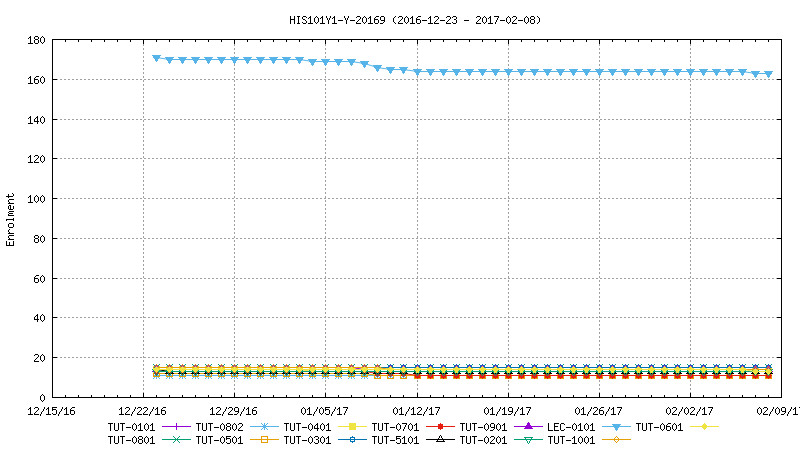 HIS101Y1-Y-20169 (2016-12-23 - 2017-02-08)
180
160
140
120
100
80
60
40
20
0
Enrolment
12/15/16 12/22/16 12/29/16 01/05/17 01/12/17 01/19/17 01/26/17 02/02/17 02/09/17
TUT-0101 TUT-0802 TUT-0401 TUT-0701 TUT-0901 LEC-0101 TUT-0601
TUT-0801 TUT-0501 TUT-0301 TUT-5101 TUT-0201 TUT-1001